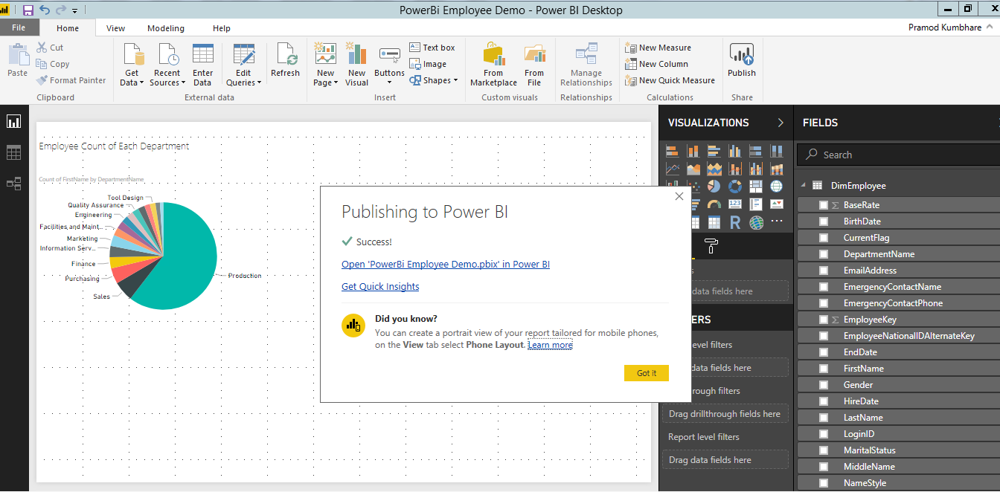 PowerBi Employee Demo - Power BI Desktop
File
Home
View
Modeling
Help
Pramod Kumbhare
Paste
Cut
Copy
Format Painter
Clipboard
Get
Data
Recent
Sources
Enter
Data
Edit
Queries
Refresh
External data
New
Page
New
Visual
Buttons
Text box
Image
Shapes
Insert
From
Marketplace
From
File
Custom visuals
Manage
Relationships
Relationships
New Measure
New Column
New Quick Measure
Calculations
Publish
Share
Employee Count of Each Department
Count of FirstName by DepartmentName
Tool Design
Quality Assurance
Engineering
Facilities and Maint...
Marketing
Information Serv...
Finance
Purchasing
Sales
Production
Publishing to Power BI
Success!
Open 'PowerBi Employee Demo.pbix' in Power BI
Get Quick Insights
Did you know?
You can create a portrait view of your report tailored for mobile phones,
on the View tab select Phone Layout. Learn more
Got it
VISUALIZATIONS
123
R
s
data fields here
ERS
evel filters
data fields here
rough filters
Drag drillthrough fields here
Report level filters
Drag data fields here
FIELDS
Search
DimEmployee
Σ BaseRate
BirthDate
CurrentFlag
DepartmentName
EmailAddress
EmergencyContactName
EmergencyContactPhone
Σ EmployeeKey
EmployeeNationalIDAlternateKey
EndDate
FirstName
Gender
HireDate
LastName
LoginID
MaritalStatus
MiddleName
NameStyle